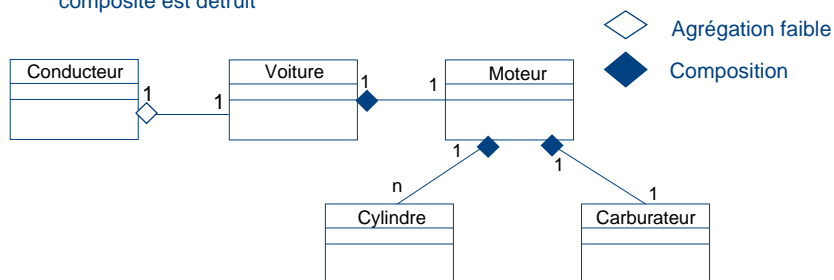 composite est détruit
Agrégation faible
Composition
Conducteur
1
1
Voiture
1
1
Moteur
1
1
n
1
Cylindre
Carburateur